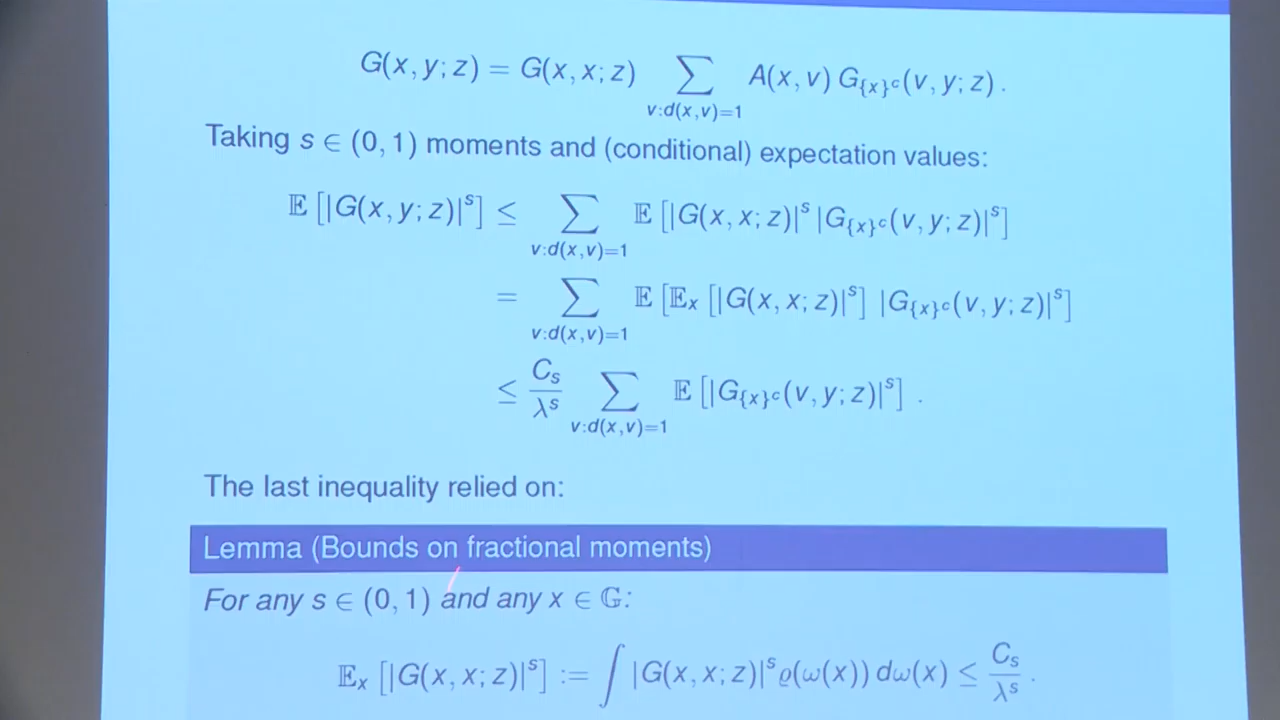 G(x, y; z) = G(x, x; z) ∑_{v:d(x,v)=1} A(x, v) G_{{x}^c}(v, y; z) .
Taking s ∈ (0, 1) moments and (conditional) expectation values:
𝔼 [|G(x, y; z)|^s] ≤ ∑_{v:d(x,v)=1} 𝔼 [|G(x, x; z)|^s |G_{{x}^c}(v, y; z)|^s]
= ∑_{v:d(x,v)=1} 𝔼 [𝔼_x [|G(x, x; z)|^s] |G_{{x}^c}(v, y; z)|^s]
≤ C_s/λ^s ∑_{v:d(x,v)=1} 𝔼 [|G_{{x}^c}(v, y; z)|^s] .
The last inequality relied on:
Lemma (Bounds on fractional moments)
For any s ∈ (0, 1) and any x ∈ 𝔾:
𝔼_x [|G(x, x; z)|^s] := ∫ |G(x, x; z)|^s ϱ(ω(x)) dω(x) ≤ C_s/λ^s .